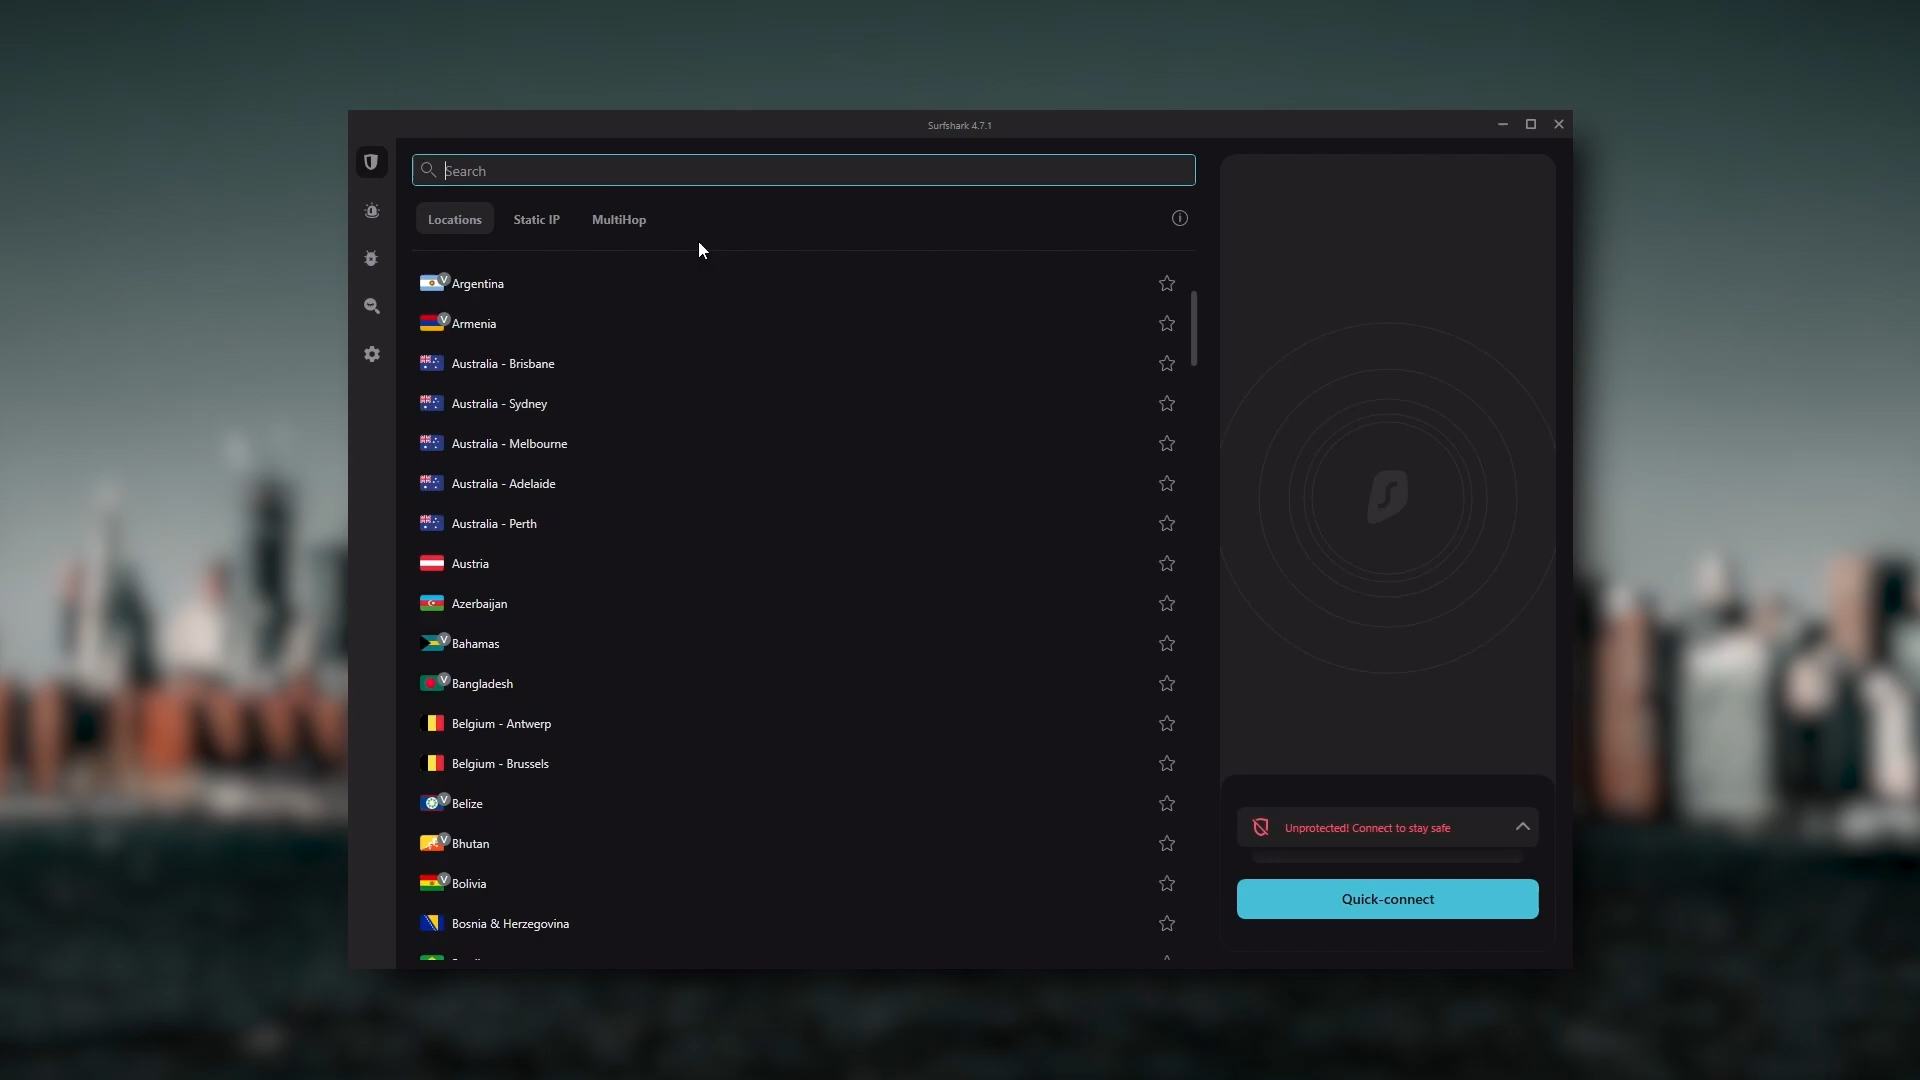 Surfshark 4.7.1
Search
Locations
Static IP
MultiHop
V
Argentina
V
Armenia
Australia - Brisbane
Australia - Sydney
Australia - Melbourne
Australia - Adelaide
Australia - Perth
Austria
Azerbaijan
V
Bahamas
V
Bangladesh
Belgium - Antwerp
Belgium - Brussels
V
Belize
V
Bhutan
V
Bolivia
Bosnia & Herzegovina
Unprotected! Connect to stay safe
Quick-connect